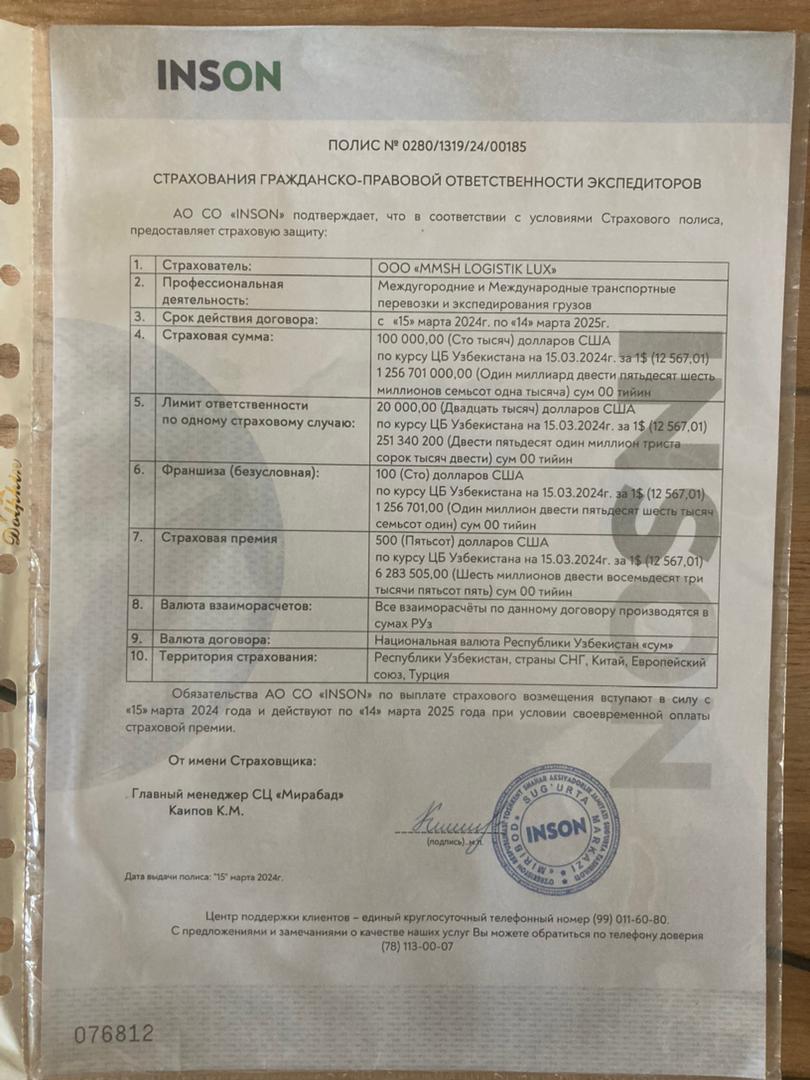 INSON
ПОЛИС № 0280/1319/24/00185
СТРАХОВАНИЯ ГРАЖДАНСКО-ПРАВОВОЙ ОТВЕТСТВЕННОСТИ ЭКСПЕДИТОРОВ
АО СО «INSON» подтверждает, что в соответствии с условиями Страхового полиса,
предоставляет страховую защиту:
1. Страхователь: ООО «MMSH LOGISTIK LUX»
2. Профессиональная деятельность: Междугородние и Международные транспортные
перевозки и экспедирования грузов
3. Срок действия договора: с «15» марта 2024г. по «14» марта 2025г.
4. Страховая сумма: 100 000,00 (Сто тысяч) долларов США
по курсу ЦБ Узбекистана на 15.03.2024г. за 1$ (12 567,01)
1 256 701 000,00 (Один миллиард двести пятьдесят шесть
миллионов семьсот одна тысяча) сум 00 тийин
5. Лимит ответственности по одному страховому случаю: 20 000,00 (Двадцать тысяч) долларов США
по курсу ЦБ Узбекистана на 15.03.2024г. за 1$ (12 567,01)
251 340 200 (Двести пятьдесят один миллион триста
сорок тысяч двести) сум 00 тийин
6. Франшиза (безусловная): 100 (Сто) долларов США
по курсу ЦБ Узбекистана на 15.03.2024г. за 1$ (12 567,01)
1 256 701,00 (Один миллион двести пятьдесят шесть тысяч
семьсот один) сум 00 тийин
7. Страховая премия 500 (Пятьсот) долларов США
по курсу ЦБ Узбекистана на 15.03.2024г. за 1$ (12 567,01)
6 283 505,00 (Шесть миллионов двести восемьдесят три
тысячи пятьсот пять) сум 00 тийин
8. Валюта взаиморасчетов: Все взаиморасчёты по данному договору производятся в
сумах РУз
9. Валюта договора: Национальная валюта Республики Узбекистан «сум»
10. Территория страхования: Республики Узбекистан, страны СНГ, Китай, Европейский
союз, Турция
Обязательства АО СО «INSON» по выплате страхового возмещения вступают в силу с
«15» марта 2024 года и действуют по «14» марта 2025 года при условии своевременной оплаты
страховой премии.
От имени Страховщика:
Главный менеджер СЦ «Мирабад»
Каипов К.М.
(подпись) м.п.
SUG'URTA MARKAZI
«MIROBOD»
INSON
Дата выдачи полиса: "15" марта 2024г.
Центр поддержки клиентов – единый круглосуточный телефонный номер (99) 011-60-80.
С предложениями и замечаниями о качестве наших услуг Вы можете обратиться по телефону доверия
(78) 113-00-07
076812
INSON
Dolphin